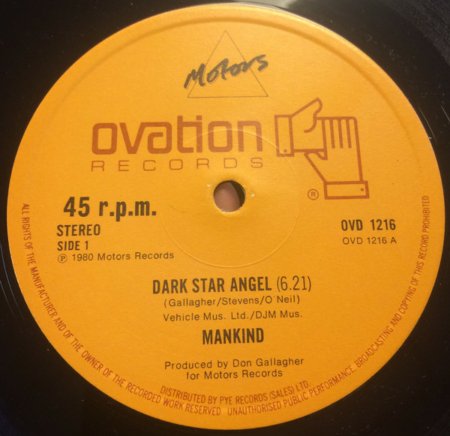 Motors
ovation
RECORDS
®
45 r.p.m.
STEREO
SIDE 1
℗ 1980 Motors Records
OVD 1216
OVD 1216 A
DARK STAR ANGEL (6.21)
(Gallagher/Stevens/O'Neil)
Vehicle Mus. Ltd./DJM Mus.
MANKIND
Produced by Don Gallagher
for Motors Records
DISTRIBUTED BY PYE RECORDS (SALES) LTD.
ALL RIGHTS OF THE MANUFACTURER AND OF THE OWNER OF THE RECORDED WORK RESERVED UNAUTHORISED PUBLIC PERFORMANCE, BROADCASTING AND COPYING OF THIS RECORD PROHIBITED